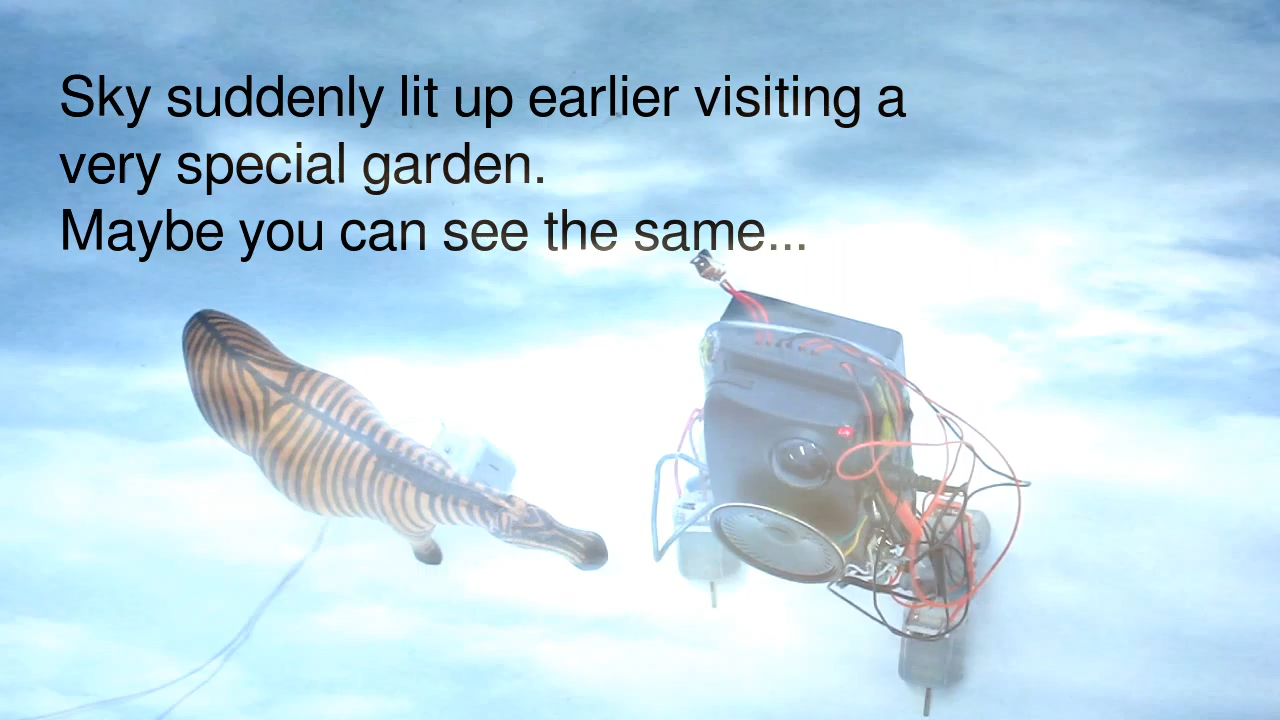 Sky suddenly lit up earlier visiting a
very special garden.
Maybe you can see the same...